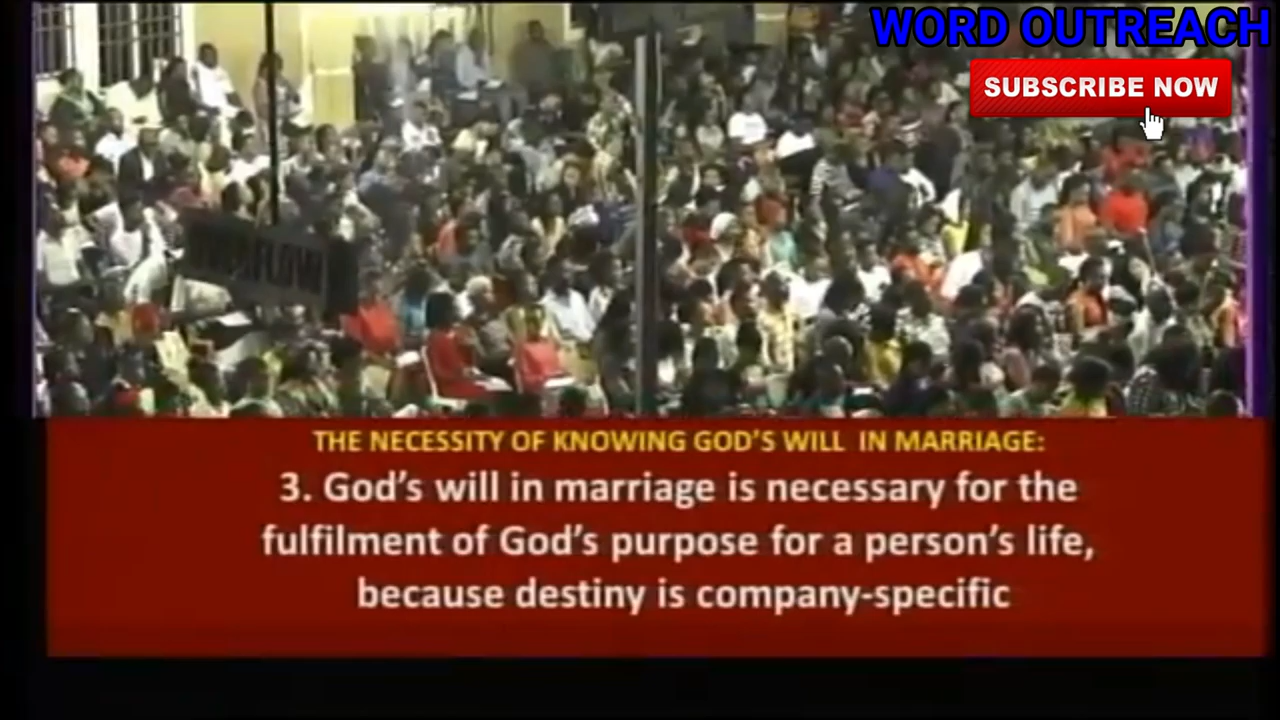 WORD OUTREACH
SUBSCRIBE NOW
THE NECESSITY OF KNOWING GOD'S WILL IN MARRIAGE:
3. God's will in marriage is necessary for the
fulfilment of God's purpose for a person's life,
because destiny is company-specific